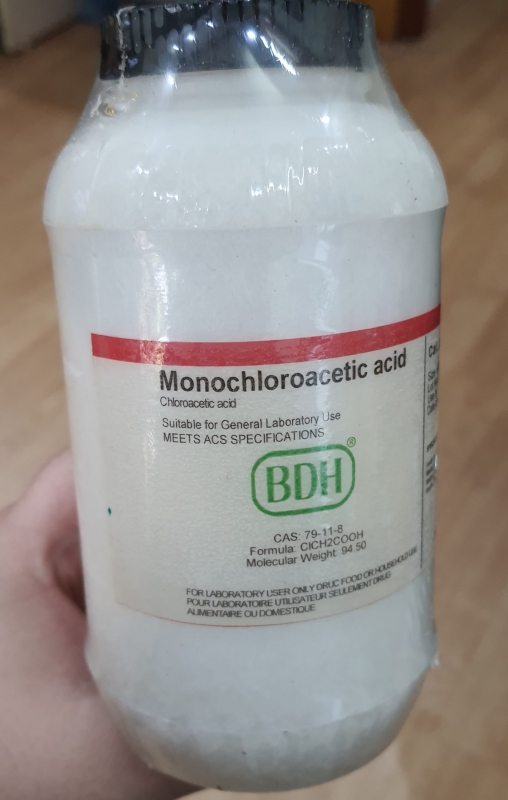 Monochloroacetic acid
Chloroacetic acid
Suitable for General Laboratory Use
MEETS ACS SPECIFICATIONS
BDH®
CAS: 79-11-8
Formula: ClCH2COOH
Molecular Weight: 94.50
FOR LABORATORY USER ONLY DRUC FOOD OR HOUSEHOLD USE
POUR LABORATOIRE UTILISATEUR SEULEMENT DRUG
ALIMENTAIRE OU DOMESTIQUE